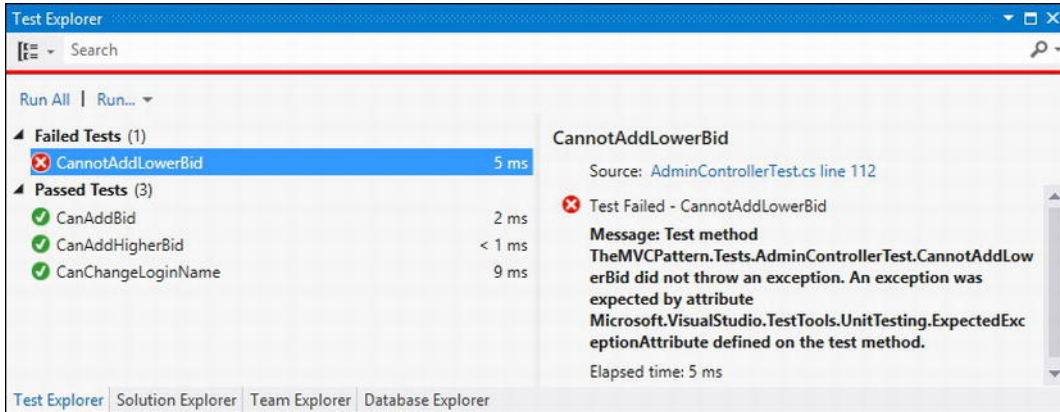 Test Explorer
Search
Run All | Run...
Failed Tests (1)
CannotAddLowerBid 5 ms
Passed Tests (3)
CanAddBid 2 ms
CanAddHigherBid < 1 ms
CanChangeLoginName 9 ms
CannotAddLowerBid
Source: AdminControllerTest.cs line 112
Test Failed - CannotAddLowerBid
Message: Test method
TheMVCPattern.Tests.AdminControllerTest.CannotAddLow
erBid did not throw an exception. An exception was
expected by attribute
Microsoft.VisualStudio.TestTools.UnitTesting.ExpectedExc
eptionAttribute defined on the test method.
Elapsed time: 5 ms
Test Explorer Solution Explorer Team Explorer Database Explorer